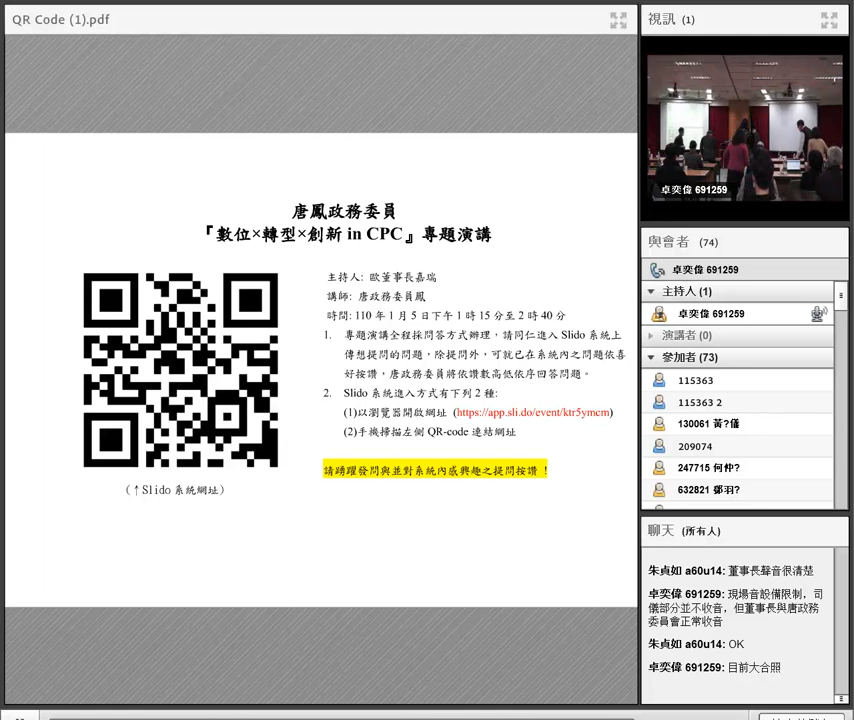 QR Code (1).pdf
唐鳳政務委員
『數位×轉型×創新 in CPC』專題演講
主持人: 歐董事長嘉瑞
講師: 唐政務委員鳳
時間: 110 年 1 月 5 日下午 1 時 15 分至 2 時 40 分
1. 專題演講全程採問答方式辦理，請同仁進入 Slido 系統上
傳想提問的問題，除提問外，可就已在系統內之問題依喜
好按讚，唐政務委員將依讚數高低依序回答問題。
2. Slido 系統進入方式有下列 2 種:
(1)以瀏覽器開啟網址 (https://app.sli.do/event/ktr5ymcm)
(2)手機掃描左側 QR-code 連結網址
請踴躍發問與並對系統內感興趣之提問按讚 !
(↑Slido 系統網址)
視訊 (1)
卓奕偉 691259
與會者 (74)
卓奕偉 691259
主持人 (1)
卓奕偉 691259
演講者 (0)
參加者 (73)
115363
115363 2
130061 黃?儀
209074
247715 何仲?
632821 鄧羽?
聊天 (所有人)
朱貞如 a60u14: 董事長聲音很清楚
卓奕偉 691259: 現場音設備限制，司
儀部分並不收音，但董事長與唐政務
委員會正常收音
朱貞如 a60u14: OK
卓奕偉 691259: 目前大合照